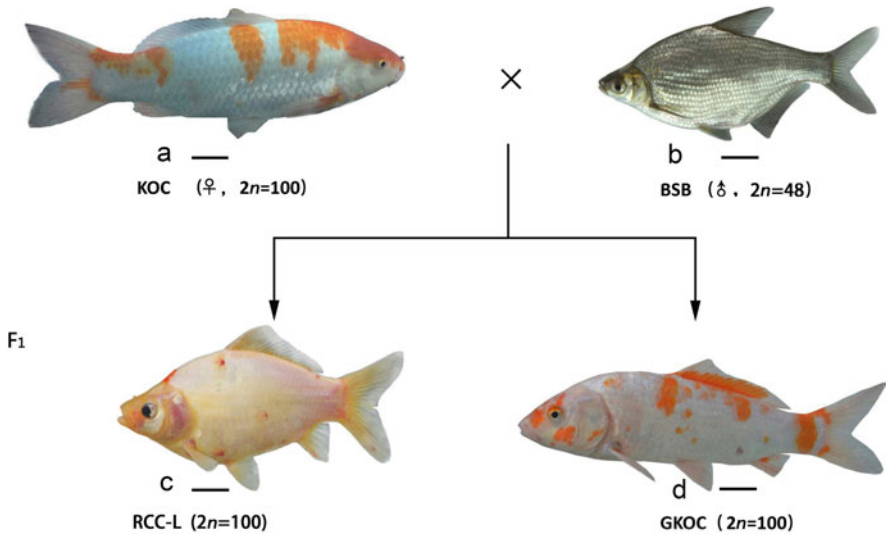 ×
a
b
KOC (♀, 2n=100)
BSB (♂, 2n=48)
F1
c
d
RCC-L (2n=100)
GKOC (2n=100)